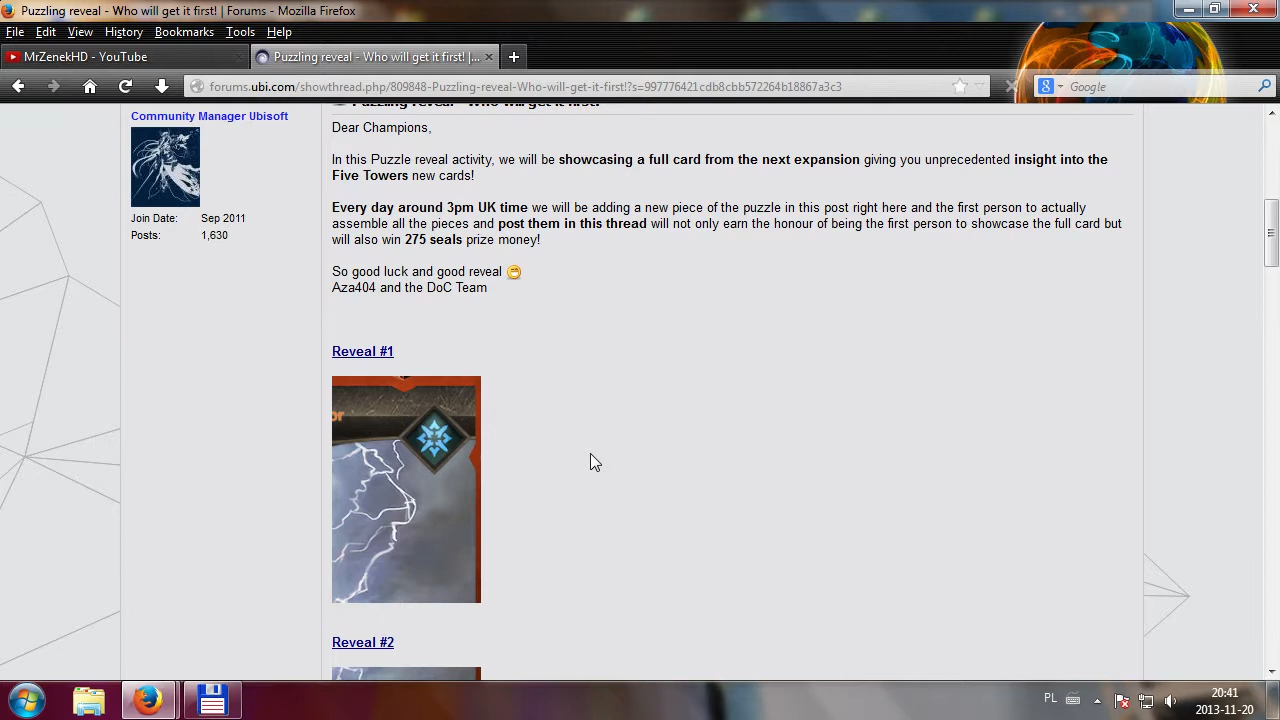 Puzzling reveal - Who will get it first! | Forums - Mozilla Firefox
File Edit View History Bookmarks Tools Help
MrZenekHD - YouTube
Puzzling reveal - Who will get it first! |...
forums.ubi.com/showthread.php/809848-Puzzling-reveal-Who-will-get-it-first!?s=997776421cdb8cbb572264b18867a3c3
Google
Puzzling reveal - Who will get it first!
Community Manager Ubisoft
Join Date: Sep 2011
Posts: 1,630
Dear Champions,
In this Puzzle reveal activity, we will be showcasing a full card from the next expansion giving you unprecedented insight into the
Five Towers new cards!
Every day around 3pm UK time we will be adding a new piece of the puzzle in this post right here and the first person to actually
assemble all the pieces and post them in this thread will not only earn the honour of being the first person to showcase the full card but
will also win 275 seals prize money!
So good luck and good reveal
Aza404 and the DoC Team
Reveal #1
or
Reveal #2
PL
20:41
2013-11-20